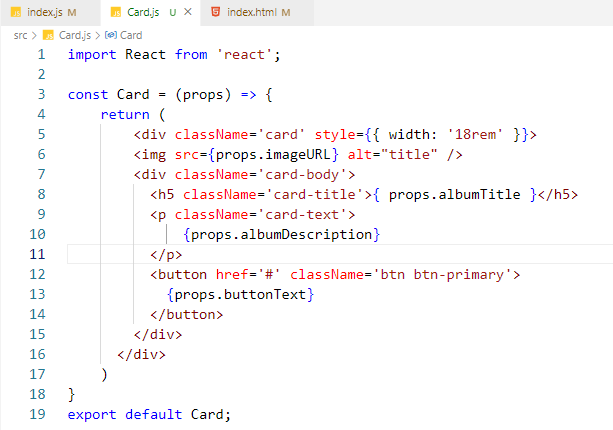 index.js M Card.js U × index.html M
src > Card.js > Card
1 import React from 'react';
2
3 const Card = (props) => {
4 return (
5 <div className='card' style={{ width: '18rem' }}>
6 <img src={props.imageURL} alt="title" />
7 <div className='card-body'>
8 <h5 className='card-title'>{ props.albumTitle }</h5>
9 <p className='card-text'>
10 {props.albumDescription}
11 </p>
12 <button href='#' className='btn btn-primary'>
13 {props.buttonText}
14 </button>
15 </div>
16 </div>
17 )
18 }
19 export default Card;